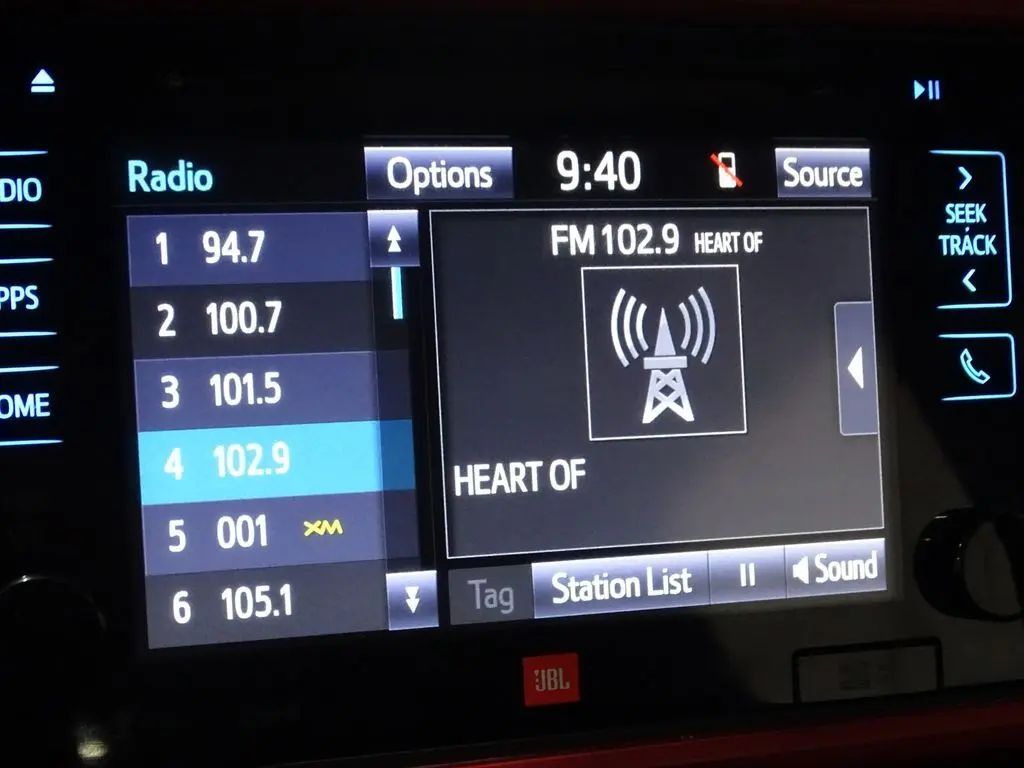 DIO
PPS
OME
Radio
Options
9:40
Source
1 94.7
2 100.7
3 101.5
4 102.9
5 001 XM
6 105.1
FM 102.9 HEART OF
HEART OF
Tag
Station List
Sound
SEEK
TRACK
JBL